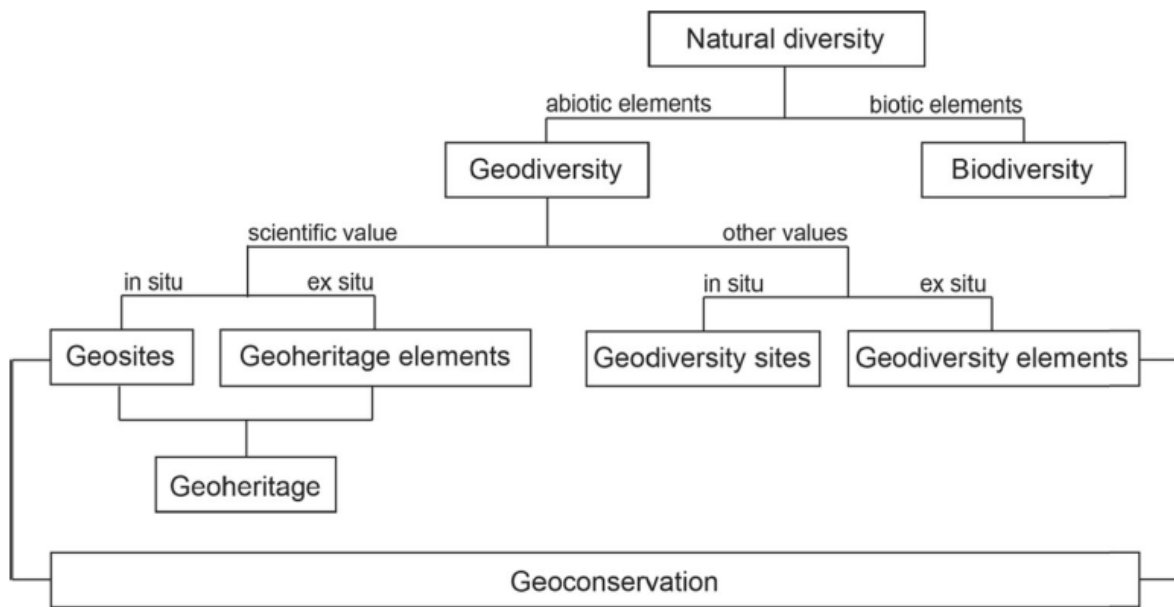 Natural diversity
abiotic elements
biotic elements
Geodiversity
Biodiversity
scientific value
other values
in situ
ex situ
in situ
ex situ
Geosites
Geoheritage elements
Geodiversity sites
Geodiversity elements
Geoheritage
Geoconservation